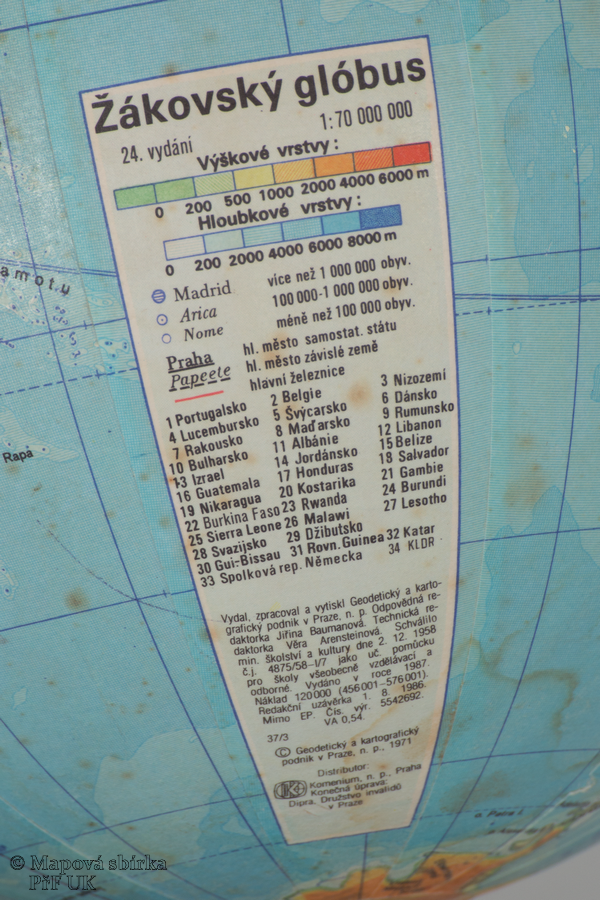 Žákovský glóbus
24. vydání 1:70 000 000
Výškové vrstvy:
0 200 500 1000 2000 4000 6000 m
Hloubkové vrstvy:
0 200 2000 4000 6000 8000 m
Madrid více než 1 000 000 obyv.
Arica 100 000-1 000 000 obyv.
Nome méně než 100 000 obyv.
Praha hl. město samostat. státu
Papeete hl. město závislé země
hlavní železnice
1 Portugalsko 2 Belgie 3 Nizozemí
4 Lucembursko 5 Švýcarsko 6 Dánsko
7 Rakousko 8 Maďarsko 9 Rumunsko
10 Bulharsko 11 Albánie 12 Libanon
13 Izrael 14 Jordánsko 15 Belize
16 Guatemala 17 Honduras 18 Salvador
19 Nikaragua 20 Kostarika 21 Gambie
22 Burkina Faso 23 Rwanda 24 Burundi
25 Sierra Leone 26 Malawi 27 Lesotho
28 Svazijsko 29 Džibutsko
30 Gui.-Bissau 31 Rovn. Guinea 32 Katar
33 Spolková rep. Německa 34 KLDR
Vydal, zpracoval a vytiskl Geodetický a karto-
grafický podnik v Praze, n. p. Odpovědná re-
daktorka Jiřina Baumanová. Technická re-
daktorka Věra Arensteinová. Schválilo
min. školství a kultury dne 2. 12. 1958
č.j. 4875/58-I/7 jako uč. pomůcku
pro školy všeobecně vzdělávací a
odborné. Vydáno v roce 1987.
Náklad 120 000 (456 001-576 001).
Redakční uzávěrka 1. 8. 1986.
Mimo EP. Čís. výr. 5542692.
VA 0,54.
37/3
© Geodetický a kartografický
podnik v Praze, n. p., 1971
Distributor:
Komenium, n. p., Praha
Konečná úprava:
Dipra, Družstvo invalidů
v Praze
amotu
Rapa
o. Petra I.
© Mapová sbírka
PřF UK